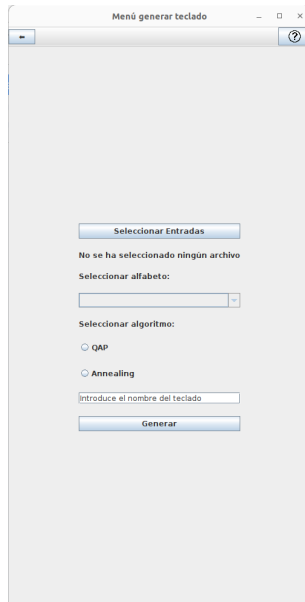 Menú generar teclado
Seleccionar Entradas
No se ha seleccionado ningún archivo
Seleccionar alfabeto:
Seleccionar algoritmo:
QAP
Annealing
Introduce el nombre del teclado
Generar